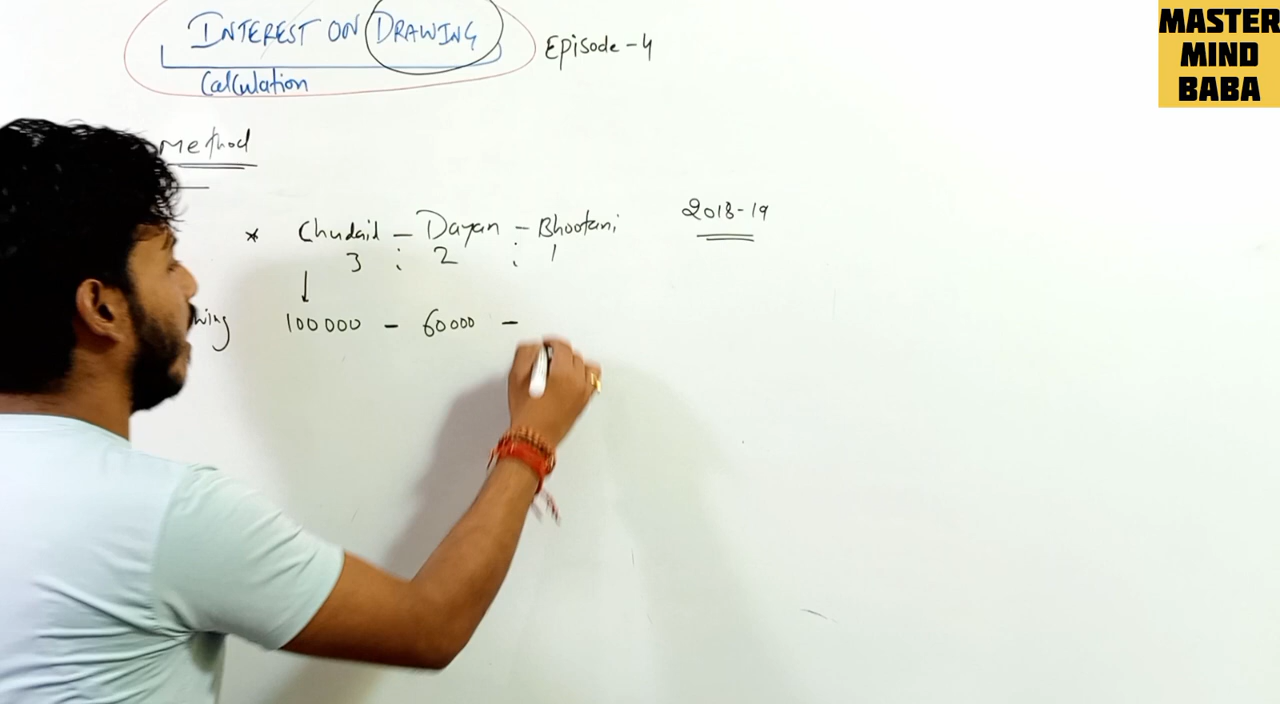 INTEREST ON DRAWING
Calculation
Episode-4
MASTER
MIND
BABA
Method
* Chudail - Dayan - Bhootani
3 : 2 : 1
2018-19
100000 - 60000 -